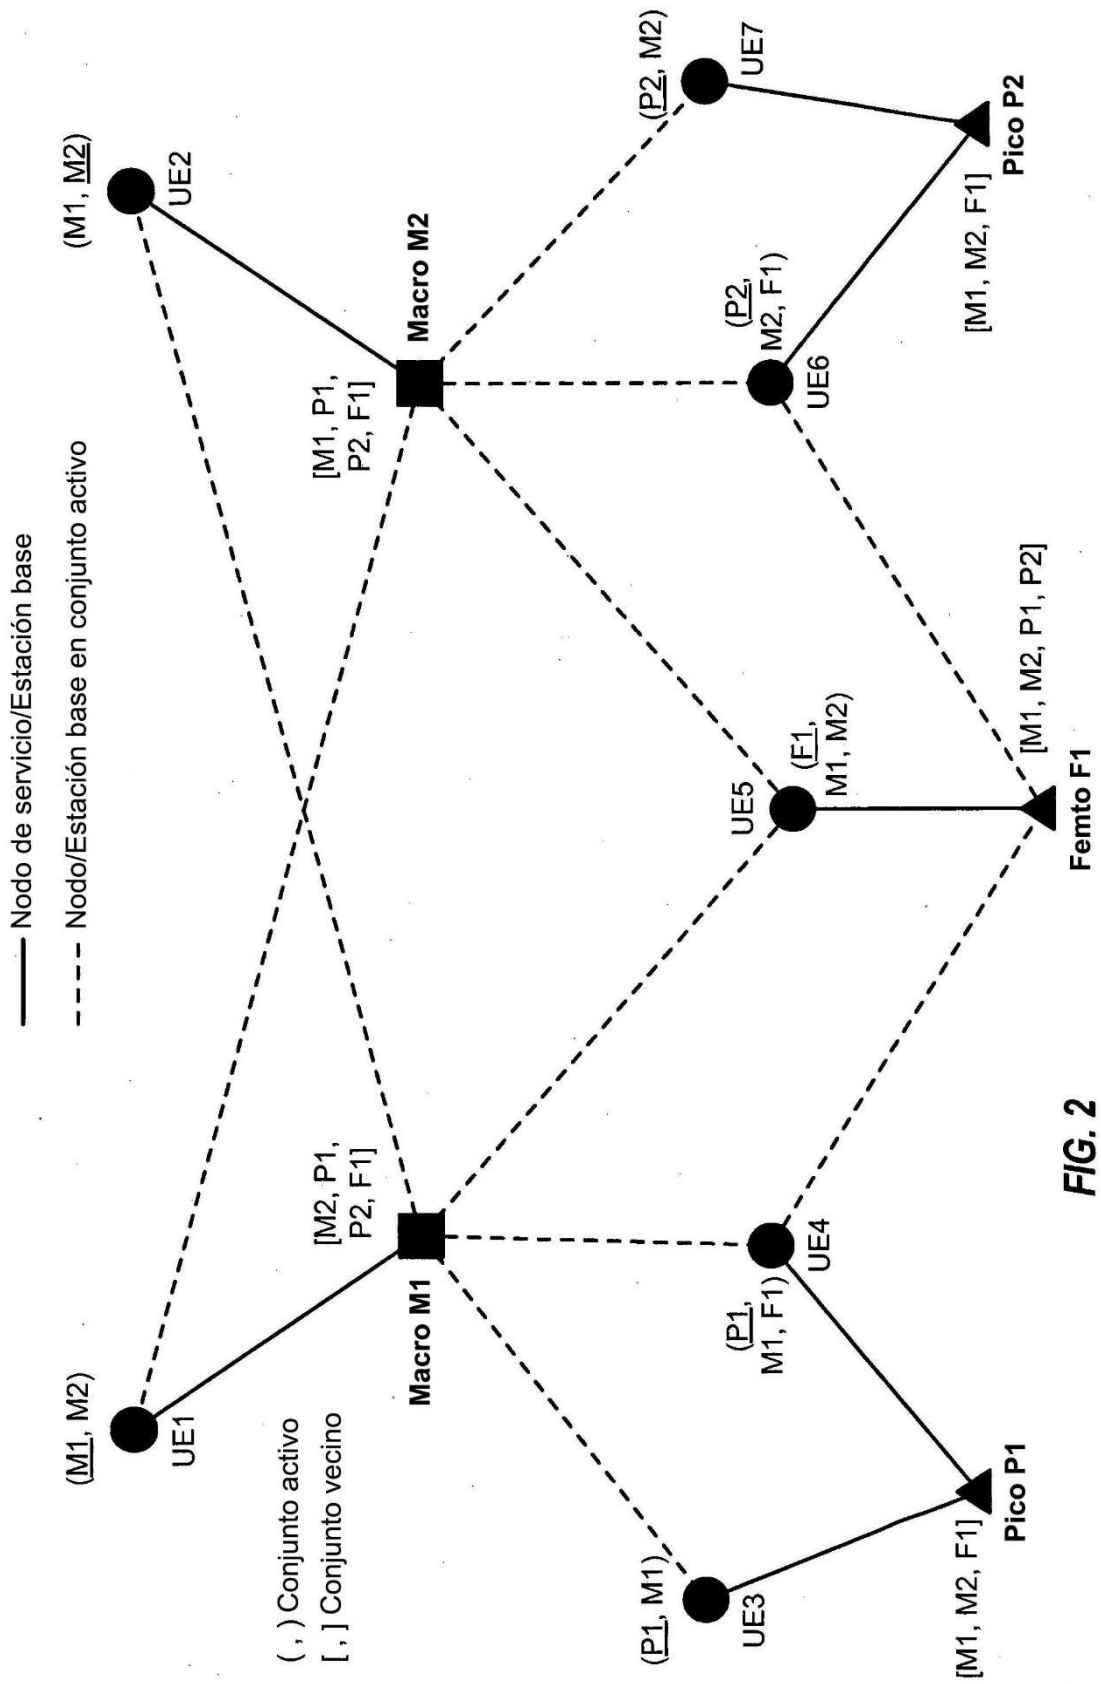 Nodo de servicio/Estación base
Nodo/Estación base en conjunto activo
(M1, M2)
UE1
(M1, M2)
UE2
( , ) Conjunto activo
[ , ] Conjunto vecino
[M2, P1,
P2, F1]
Macro M1
[M1, P1,
P2, F1]
Macro M2
(P1, M1)
UE3
(P1,
M1, F1)
UE4
UE5
(F1,
M1, M2)
(P2,
M2, F1)
UE6
(P2, M2)
UE7
[M1, M2, F1]
Pico P1
[M1, M2, P1, P2]
Femto F1
[M1, M2, F1]
Pico P2
FIG. 2